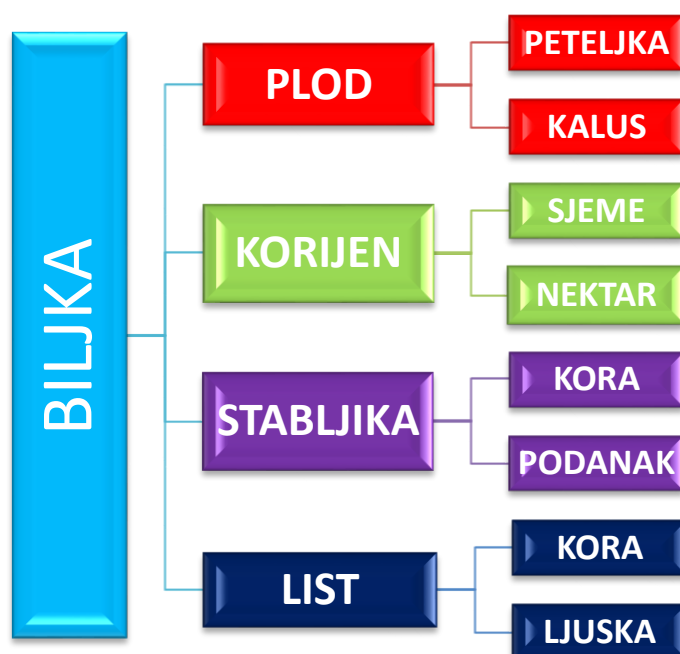 BILJKA
PLOD
PETELJKA
KALUS
KORIJEN
SJEME
NEKTAR
STABLJIKA
KORA
PODANAK
LIST
KORA
LJUSKA